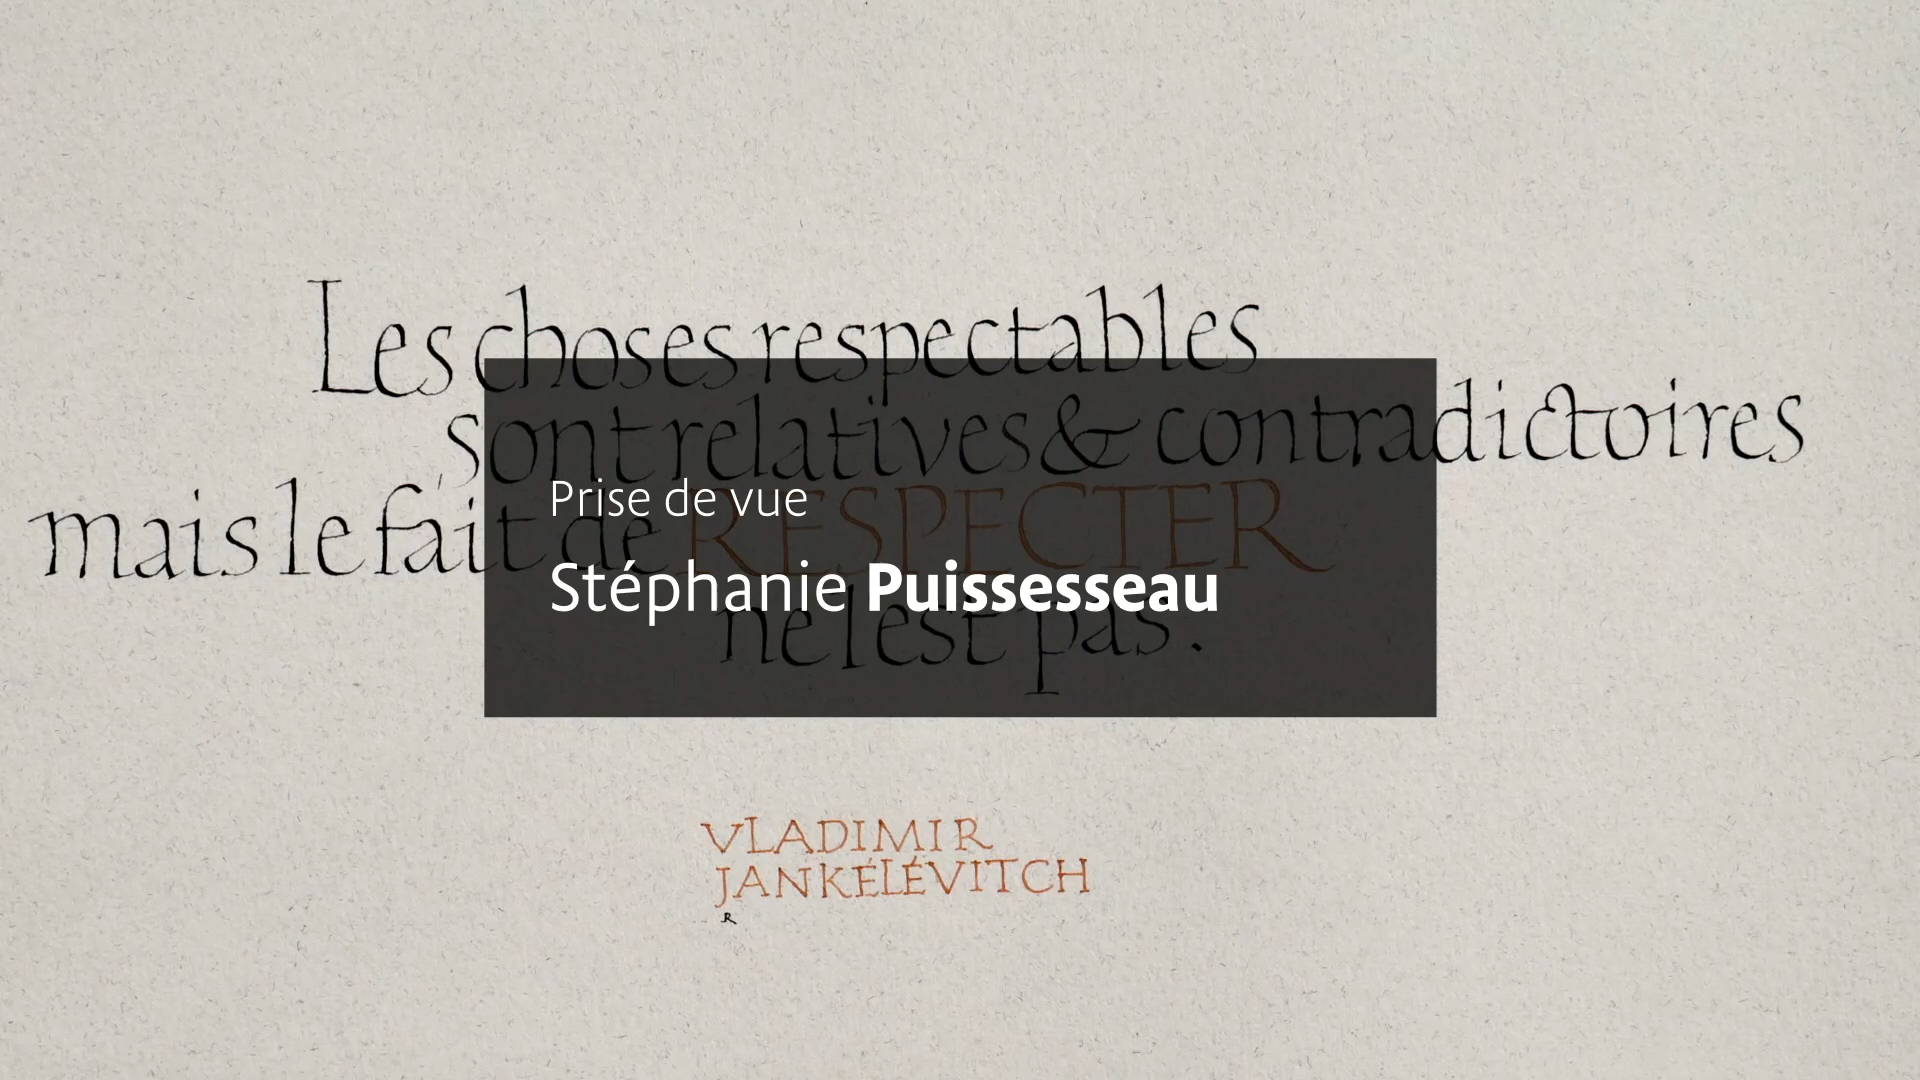 Les choses respectables
sont relatives & contradictoires
mais le fait de RESPECTER
ne l'est pas.
Prise de vue
Stéphanie Puissesseau
VLADIMIR
JANKÉLÉVITCH
R